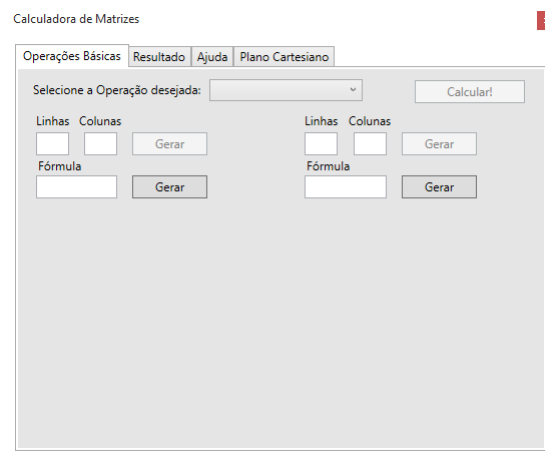 Calculadora de Matrizes
Operações Básicas Resultado Ajuda Plano Cartesiano
Selecione a Operação desejada: Calcular!
Linhas Colunas Linhas Colunas
Gerar Gerar
Fórmula Fórmula
Gerar Gerar